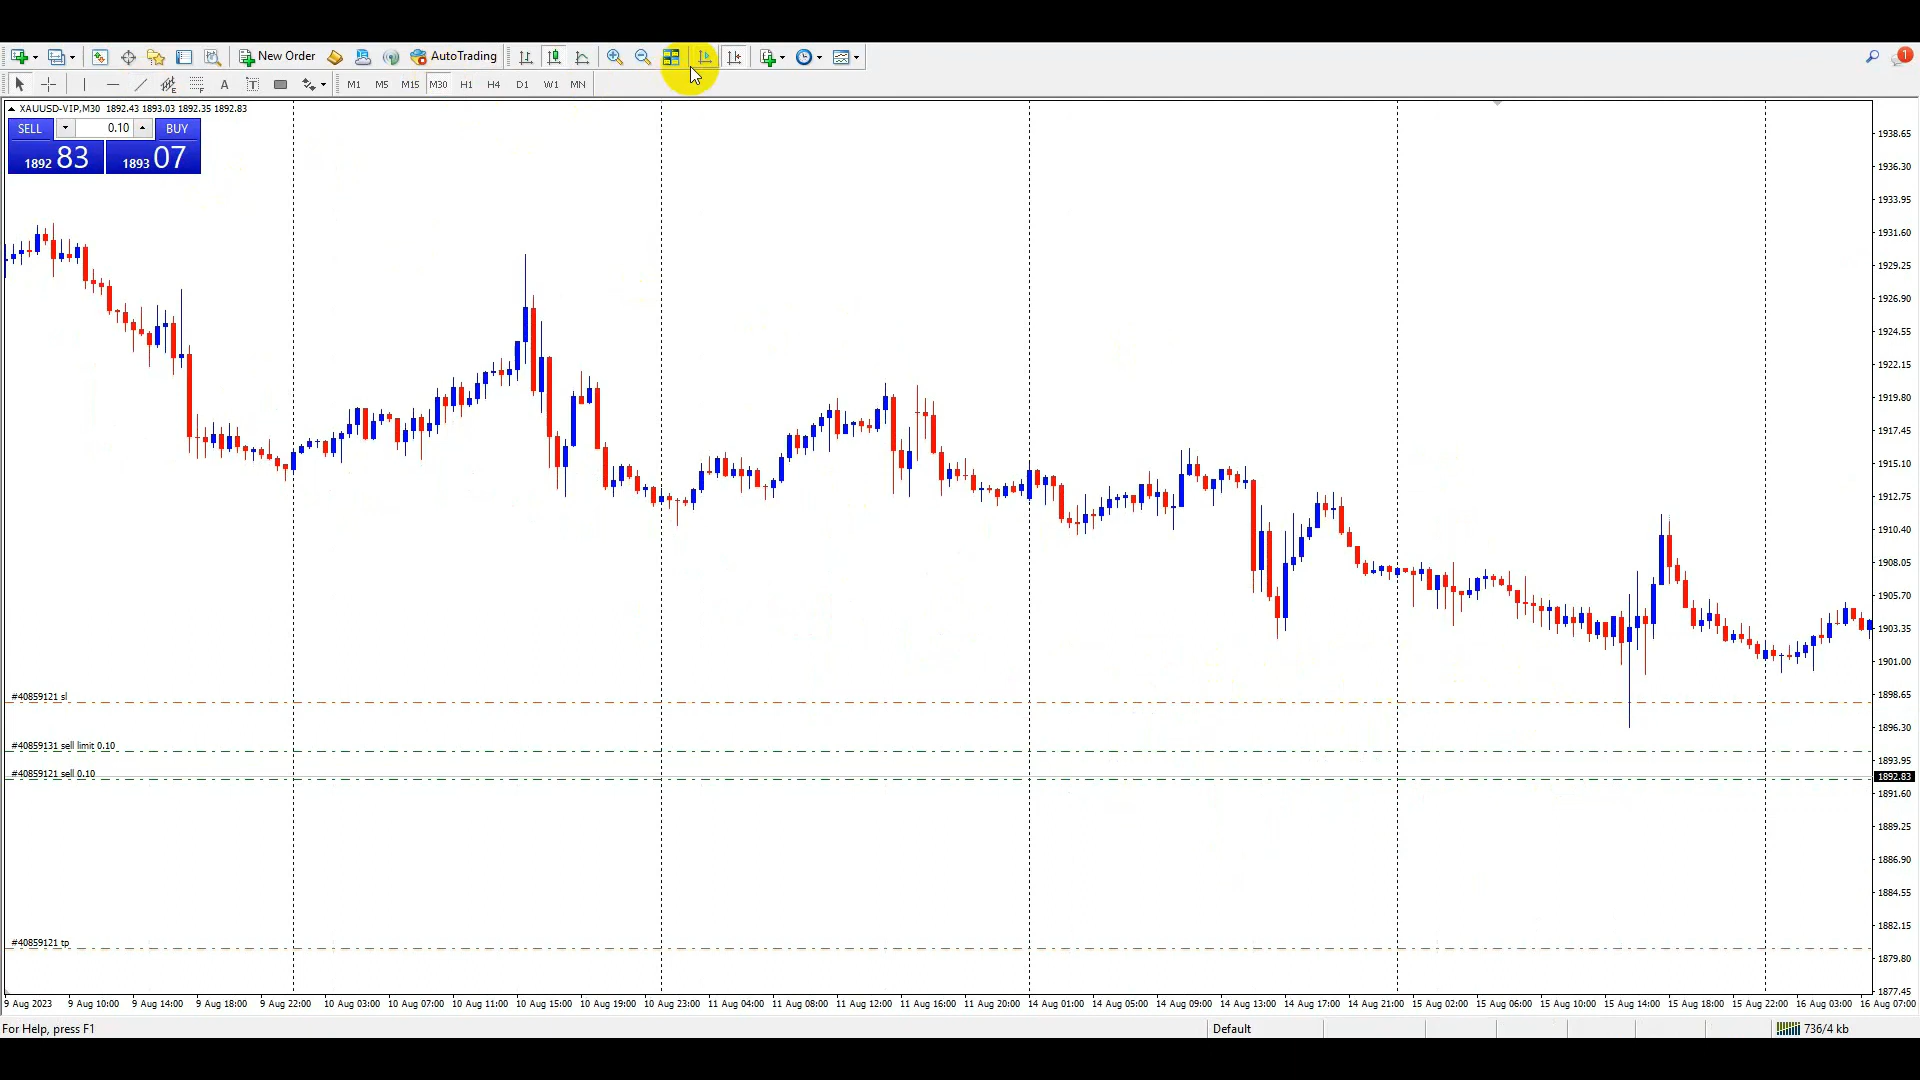 New Order
AutoTrading
1
A
T
M1 M5 M15 M30 H1 H4 D1 W1 MN
XAUUSD-VIP,M30 1892.43 1893.03 1892.35 1892.83
SELL 0.10 BUY
1892 83 1893 07
1938.65
1936.30
1933.95
1931.60
1929.25
1926.90
1924.55
1922.15
1919.80
1917.45
1915.10
1912.75
1910.40
1908.05
1905.70
1903.35
1901.00
1898.65
1896.30
1893.95
1892.83
1891.60
1889.25
1886.90
1884.55
1882.15
1879.80
1877.45
#40859121 sl
#40859131 sell limit 0.10
#40859121 sell 0.10
#40859121 tp
9 Aug 2023 9 Aug 10:00 9 Aug 14:00 9 Aug 18:00 9 Aug 22:00 10 Aug 03:00 10 Aug 07:00 10 Aug 11:00 10 Aug 15:00 10 Aug 19:00 10 Aug 23:00 11 Aug 04:00 11 Aug 08:00 11 Aug 12:00 11 Aug 16:00 11 Aug 20:00 14 Aug 01:00 14 Aug 05:00 14 Aug 09:00 14 Aug 13:00 14 Aug 17:00 14 Aug 21:00 15 Aug 02:00 15 Aug 06:00 15 Aug 10:00 15 Aug 14:00 15 Aug 18:00 15 Aug 22:00 16 Aug 03:00 16 Aug 07:00
For Help, press F1
Default
736/4 kb